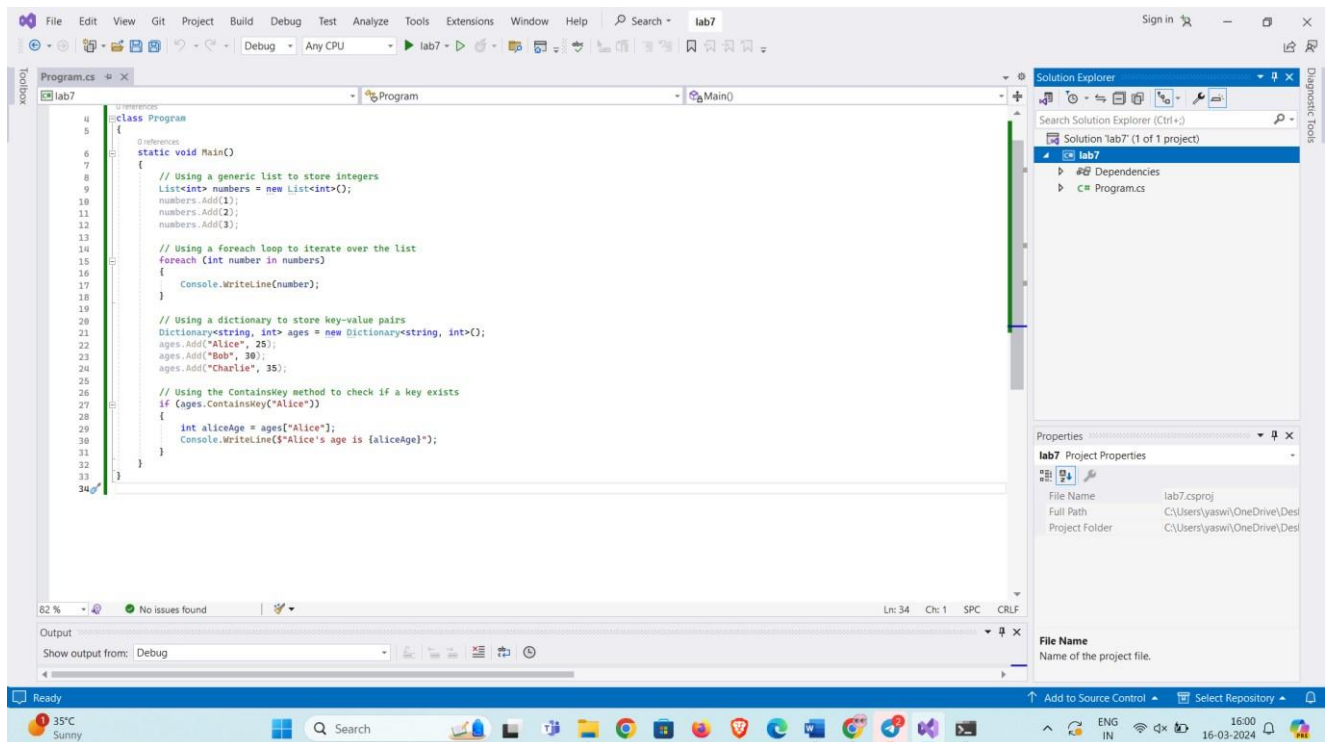 File Edit View Git Project Build Debug Test Analyze Tools Extensions Window Help Search lab7 Sign in
Debug Any CPU lab7
Toolbox
Program.cs
lab7 Program Main()
0 references
4 class Program
5 {
0 references
6 static void Main()
7 {
8 // Using a generic list to store integers
9 List<int> numbers = new List<int>();
10 numbers.Add(1);
11 numbers.Add(2);
12 numbers.Add(3);
13
14 // Using a foreach loop to iterate over the list
15 foreach (int number in numbers)
16 {
17 Console.WriteLine(number);
18 }
19
20 // Using a dictionary to store key-value pairs
21 Dictionary<string, int> ages = new Dictionary<string, int>();
22 ages.Add("Alice", 25);
23 ages.Add("Bob", 30);
24 ages.Add("Charlie", 35);
25
26 // Using the ContainsKey method to check if a key exists
27 if (ages.ContainsKey("Alice"))
28 {
29 int aliceAge = ages["Alice"];
30 Console.WriteLine($"Alice's age is {aliceAge}");
31 }
32 }
33 }
34
82 % No issues found Ln: 34 Ch: 1 SPC CRLF
Output
Show output from: Debug
Solution Explorer
Search Solution Explorer (Ctrl+;)
Solution 'lab7' (1 of 1 project)
lab7
Dependencies
C# Program.cs
Diagnostic Tools
Properties
lab7 Project Properties
File Name lab7.csproj
Full Path C:\Users\yaswi\OneDrive\Des
Project Folder C:\Users\yaswi\OneDrive\Des
File Name
Name of the project file.
Ready Add to Source Control Select Repository
1 35°C
Sunny
Search
ENG
IN
16:00
16-03-2024
PRE